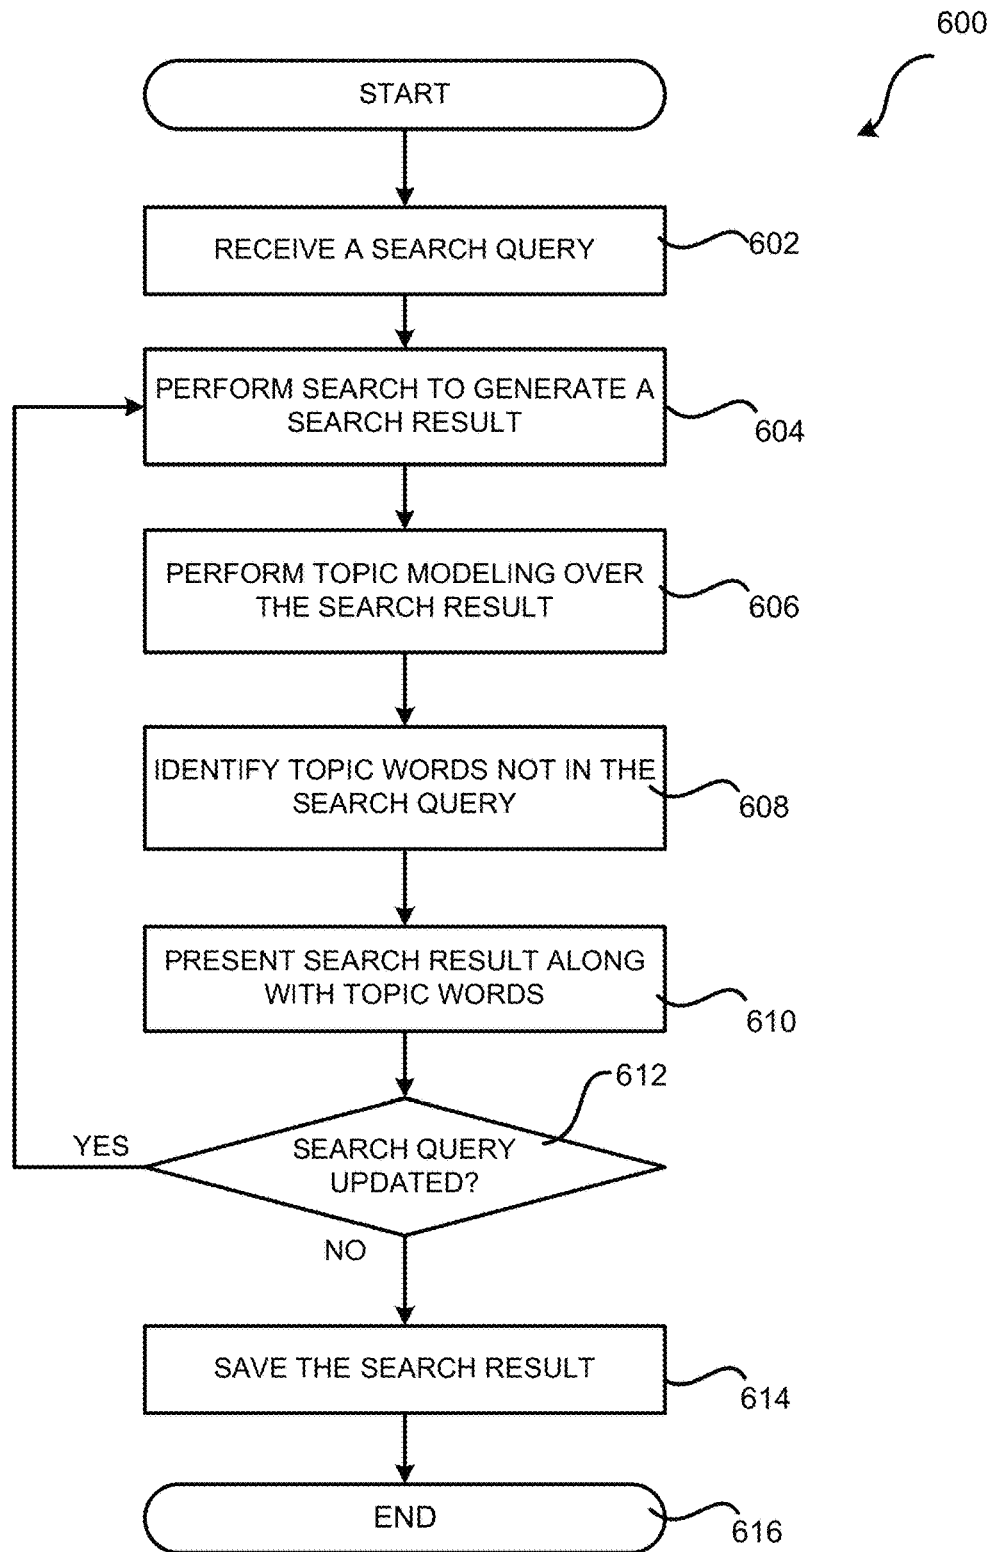 600
START
RECEIVE A SEARCH QUERY
602
PERFORM SEARCH TO GENERATE A
SEARCH RESULT
604
PERFORM TOPIC MODELING OVER
THE SEARCH RESULT
606
IDENTIFY TOPIC WORDS NOT IN THE
SEARCH QUERY
608
PRESENT SEARCH RESULT ALONG
WITH TOPIC WORDS
610
612
SEARCH QUERY
UPDATED?
YES
NO
SAVE THE SEARCH RESULT
614
END
616